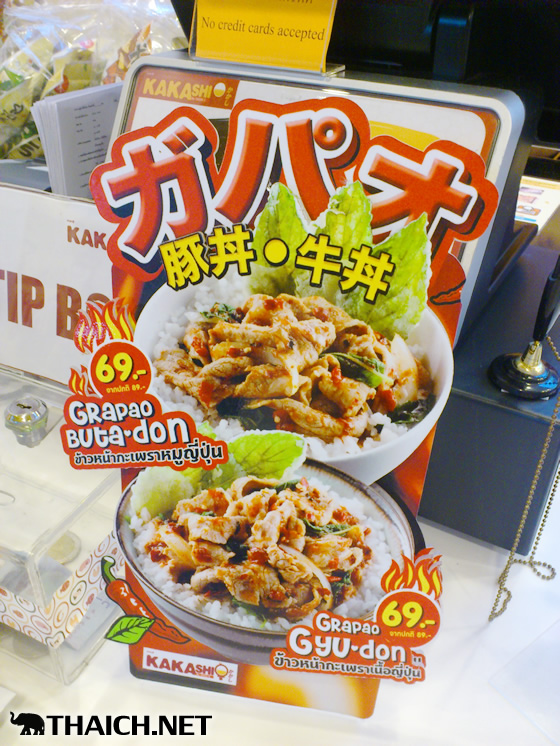 No credit cards accepted
KAKASHI
ガパオ
豚丼・牛丼
KAK
TIP BO
69.-
จากปกติ 89.-
GRAPAO
BUTA-DON
ข้าวหน้ากะเพราหมูญี่ปุ่น
69.-
จากปกติ 89.-
GRAPAO
GYU-DON
ข้าวหน้ากะเพราเนื้อญี่ปุ่น
KAKASHI
THAICH.NET